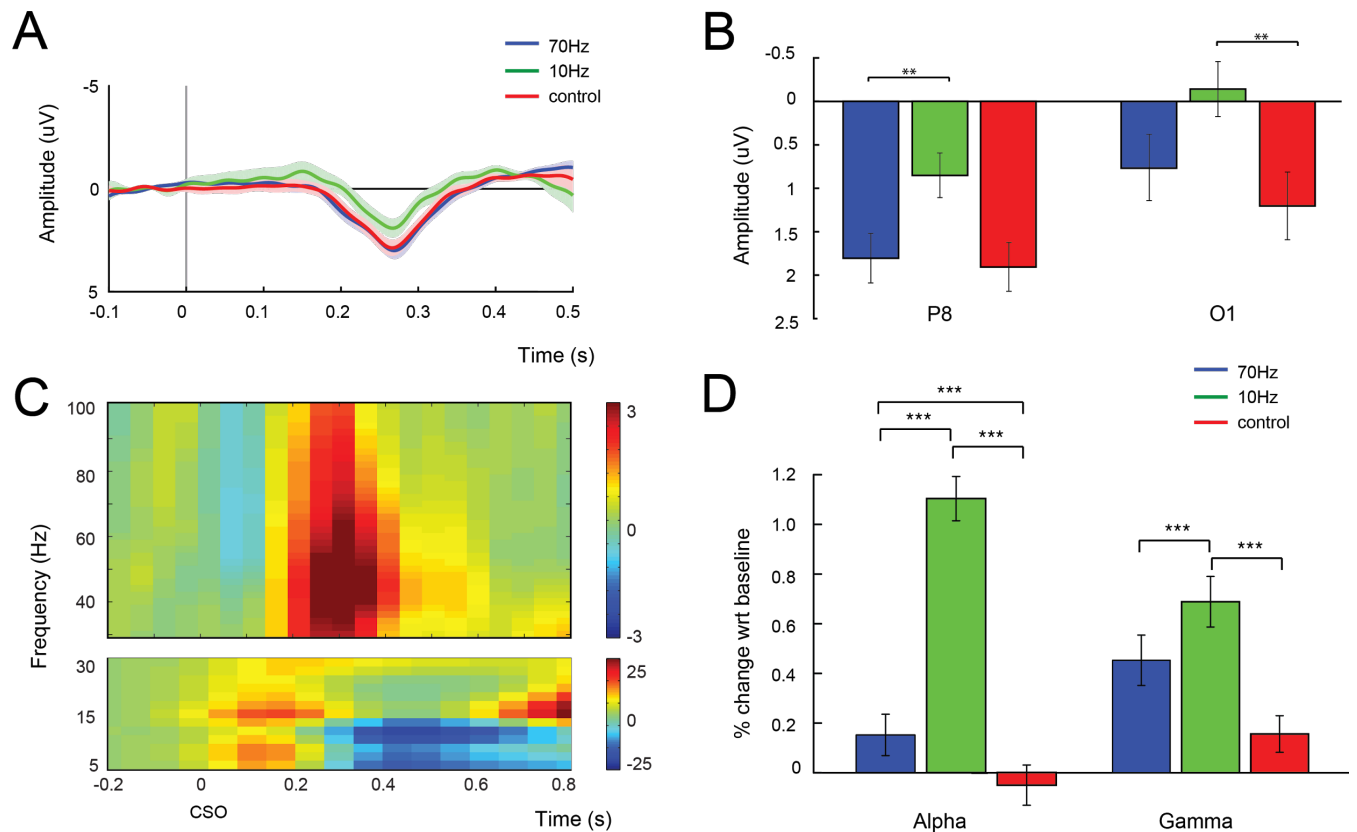 A
70Hz
10Hz
control
-5
0
5
Amplitude (uV)
-0.1 0 0.1 0.2 0.3 0.4 0.5
Time (s)
B
-0.5
0
0.5
1
1.5
2
2.5
Amplitude (uV)
**
**
P8 O1
C
100
80
60
40
30
15
5
Frequency (Hz)
3
0
-3
25
0
-25
-0.2 0 0.2 0.4 0.6 0.8
CSO
Time (s)
D
70Hz
10Hz
control
***
***
***
***
***
1.2
1.0
0.8
0.6
0.4
0.2
0
% change wrt baseline
Alpha Gamma